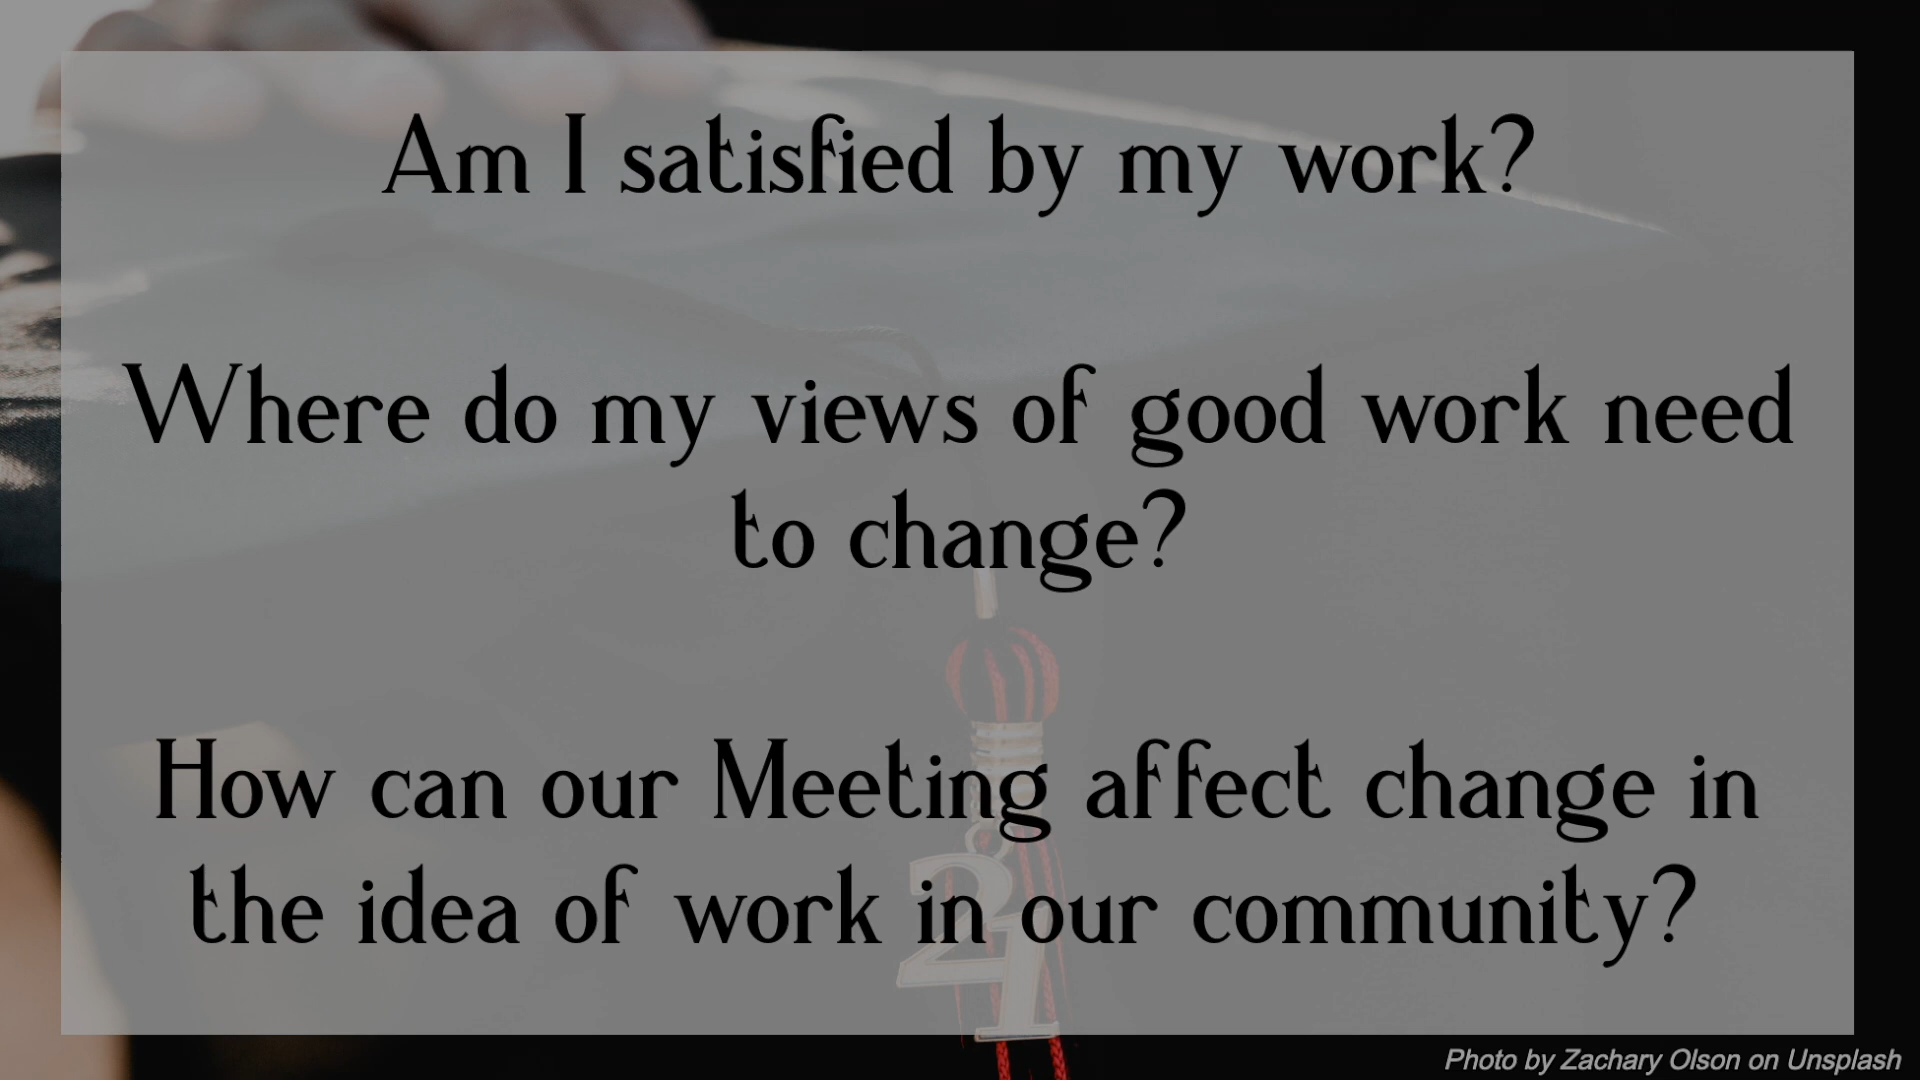 Am I satisfied by my work?
Where do my views of good work need
to change?
How can our Meeting affect change in
the idea of work in our community?
21
Photo by Zachary Olson on Unsplash